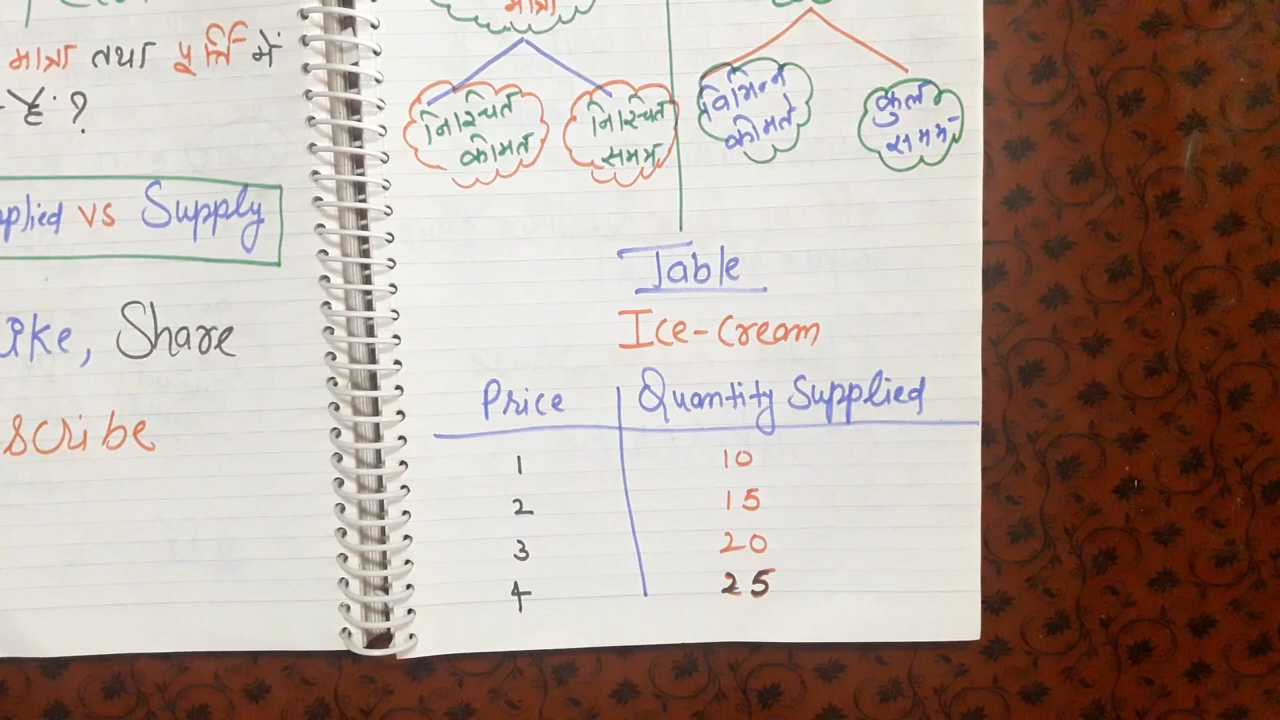 मात्रा तथा पूर्ति में
है ?
pplied vs Supply
ike, Share
scribe
मात्रा
निश्चित कीमत
निश्चित समय
विभिन्न कीमतें
कुल समय
Table
Ice-Cream
Price Quantity Supplied
1 10
2 15
3 20
4 25